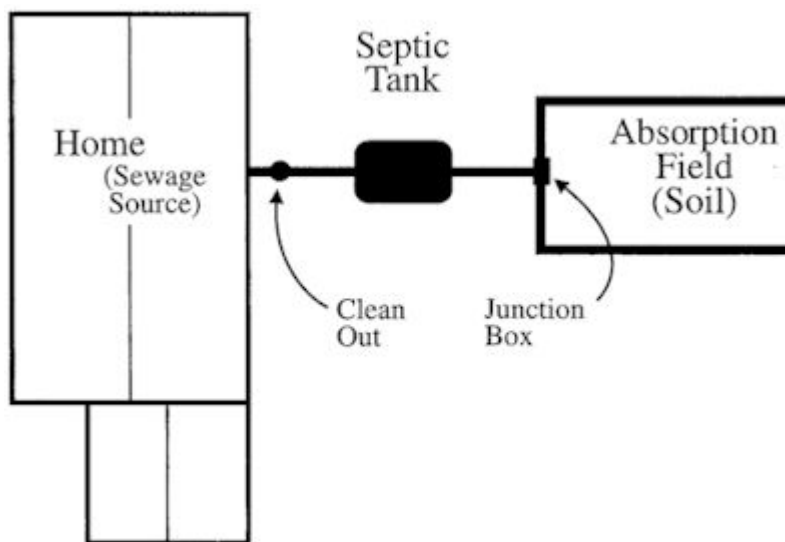 Septic
Tank
Home
(Sewage
Source)
Absorption
Field
(Soil)
Clean
Out
Junction
Box